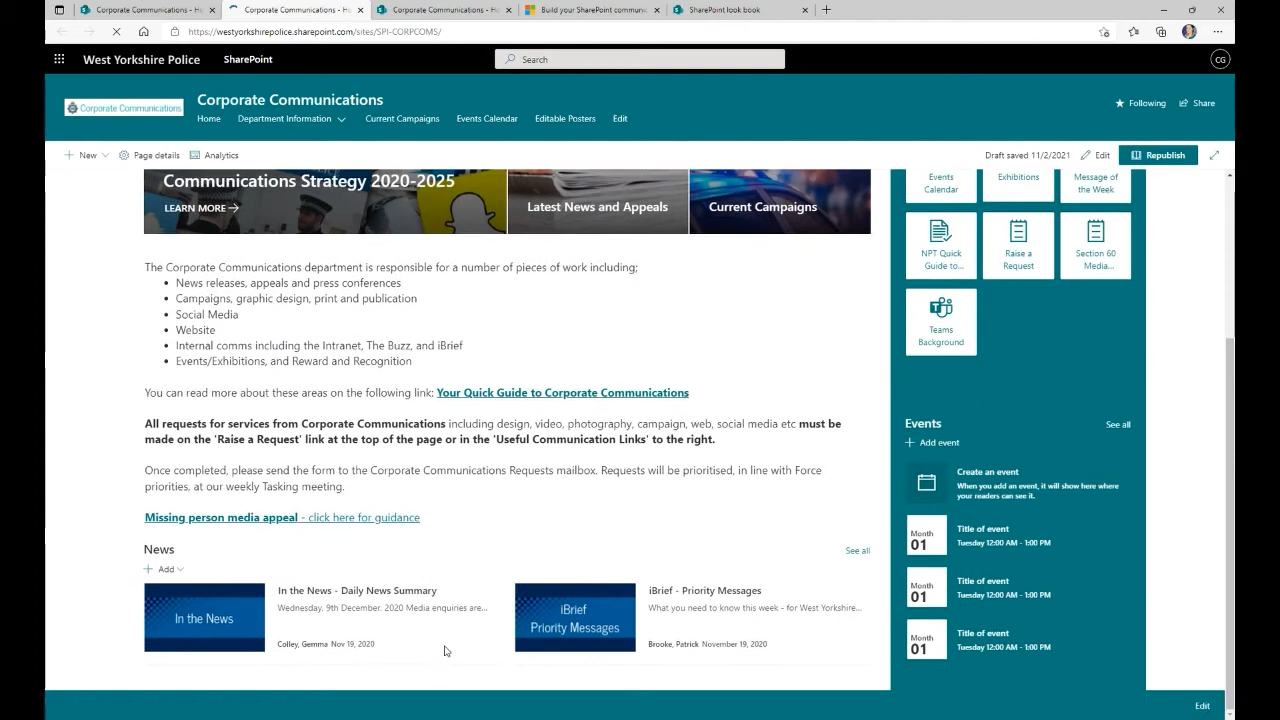 Corporate Communications - H
Corporate Communications - Ho
Corporate Communications - Ho
Build your SharePoint communi
SharePoint look book
https://westyorkshirepolice.sharepoint.com/sites/SPI-CORPCOMS/
West Yorkshire Police
SharePoint
Search
CG
Corporate Communications
Corporate Communications
Following
Share
Home
Department Information
Current Campaigns
Events Calendar
Editable Posters
Edit
New
Page details
Analytics
Draft saved 11/2/2021
Edit
Republish
Communications Strategy 2020-2025
LEARN MORE
Latest News and Appeals
Current Campaigns
The Corporate Communications department is responsible for a number of pieces of work including;
• News releases, appeals and press conferences
• Campaigns, graphic design, print and publication
• Social Media
• Website
• Internal comms including the Intranet, The Buzz, and iBrief
• Events/Exhibitions, and Reward and Recognition
You can read more about these areas on the following link: Your Quick Guide to Corporate Communications
All requests for services from Corporate Communications including design, video, photography, campaign, web, social media etc must be
made on the 'Raise a Request' link at the top of the page or in the 'Useful Communication Links' to the right.
Once completed, please send the form to the Corporate Communications Requests mailbox. Requests will be prioritised, in line with Force
priorities, at our weekly Tasking meeting.
Missing person media appeal - click here for guidance
News
See all
Add
In the News
In the News - Daily News Summary
Wednesday, 9th December. 2020 Media enquiries are...
Colley, Gemma Nov 19, 2020
iBrief
Priority Messages
iBrief - Priority Messages
What you need to know this week - for West Yorkshire...
Brooke, Patrick November 19, 2020
Events
Calendar
Exhibitions
Message of
the Week
NPT Quick
Guide to...
Raise a
Request
Section 60
Media...
Teams
Background
Events
See all
Add event
Create an event
When you add an event, it will show here where
your readers can see it.
Month
01
Title of event
Tuesday 12:00 AM - 1:00 PM
Month
01
Title of event
Tuesday 12:00 AM - 1:00 PM
Month
01
Title of event
Tuesday 12:00 AM - 1:00 PM
Edit